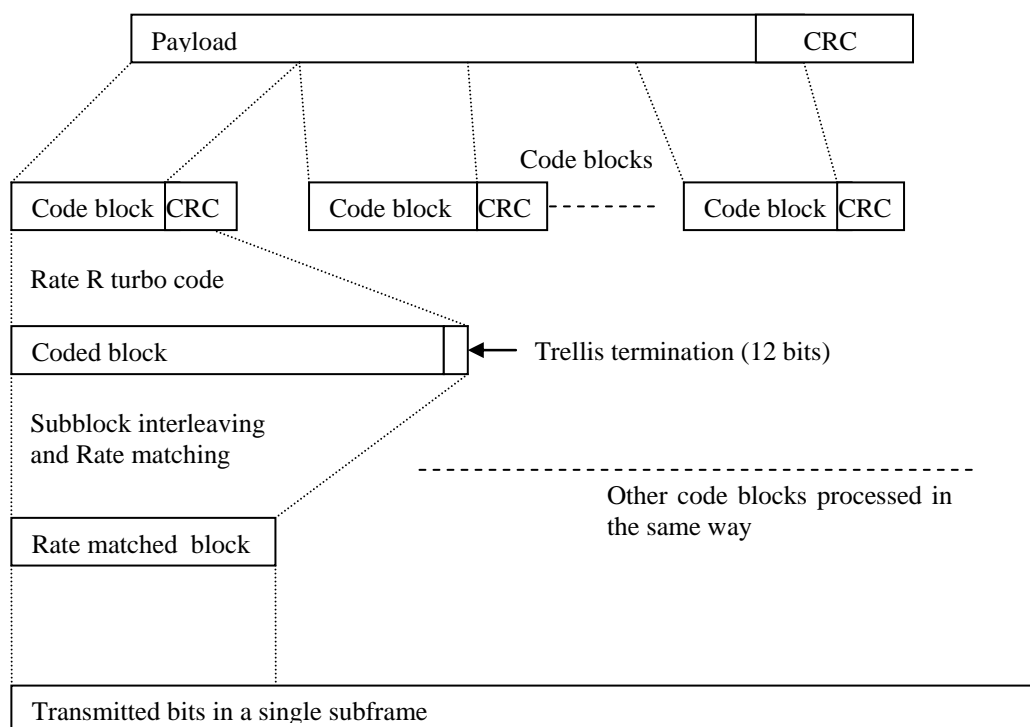 Payload
CRC
Code blocks
Code block CRC
Code block CRC
Code block CRC
Rate R turbo code
Coded block
Trellis termination (12 bits)
Subblock interleaving
and Rate matching
Other code blocks processed in
the same way
Rate matched block
Transmitted bits in a single subframe